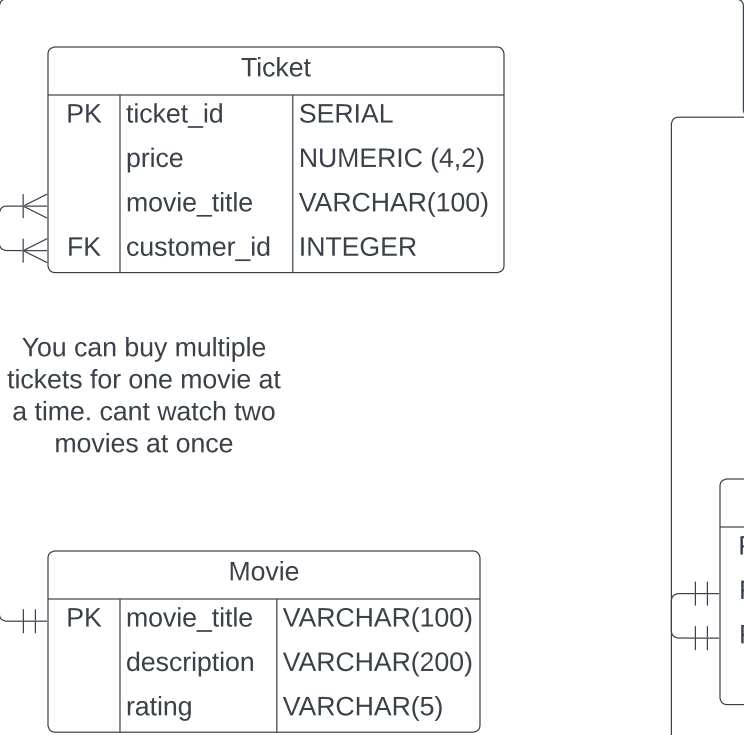 Ticket
PK ticket_id SERIAL
price NUMERIC (4,2)
movie_title VARCHAR(100)
FK customer_id INTEGER
You can buy multiple
tickets for one movie at
a time. cant watch two
movies at once
Movie
PK movie_title VARCHAR(100)
description VARCHAR(200)
rating VARCHAR(5)